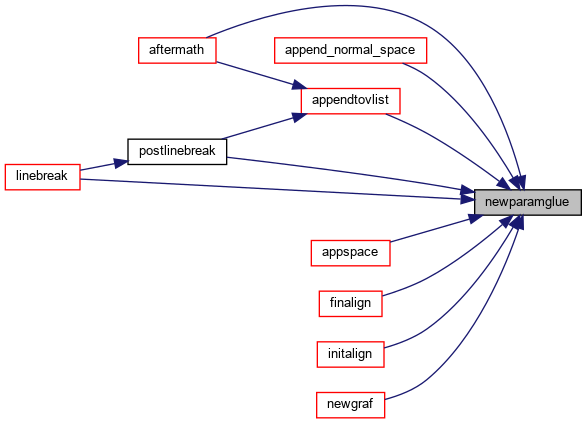 aftermath
append_normal_space
appendtovlist
postlinebreak
linebreak
newparamglue
appspace
finalign
initalign
newgraf